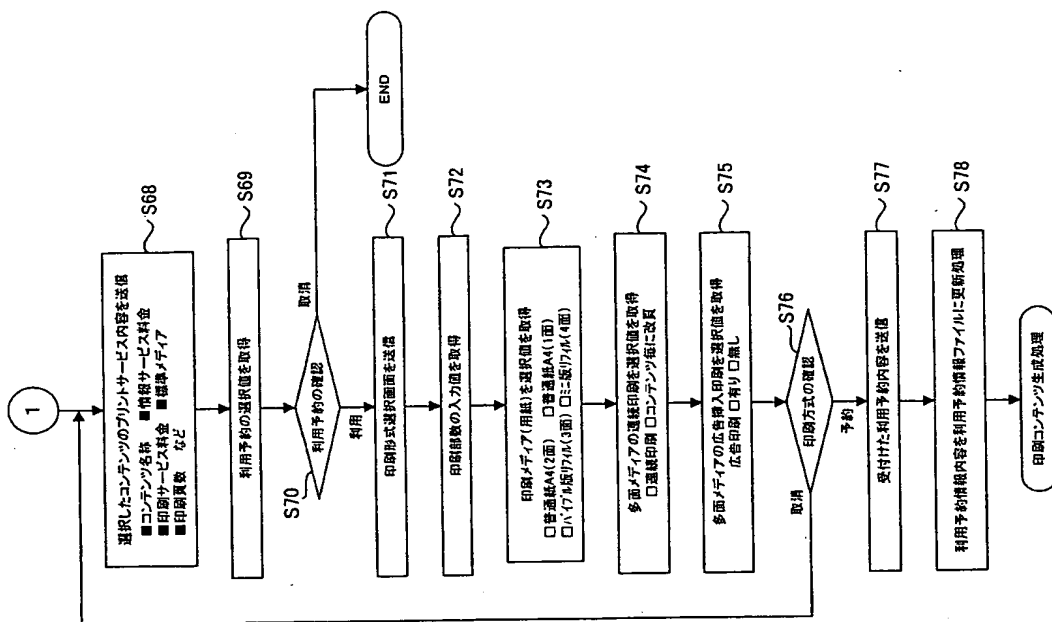 1
選択したコンテンツのプリントサービス内容を送信
■コンテンツ名称 ■情報サービス料金
■印刷サービス料金 ■標準メディア
■印刷頁数 など
S68
利用予約の選択値を取得
S69
利用予約の確認
S70
取消
END
利用
印刷形式選択画面を送信
S71
印刷部数の入力値を取得
S72
印刷メディア(用紙)を選択値を取得
□普通紙A4(2面) □普通紙A4(1面)
□バイブル版リフィル(3面) □ミニ版リフィル(4面)
S73
多面メディアの連続印刷を選択値を取得
□連続印刷 □コンテンツ毎に改頁
S74
多面メディアの広告挿入印刷を選択値を取得
広告印刷 □有り □無し
S75
印刷方式の確認
S76
取消
予約
受付けた利用予約内容を送信
S77
利用予約情報内容を利用予約情報ファイルに更新処理
S78
印刷コンテンツ生成処理